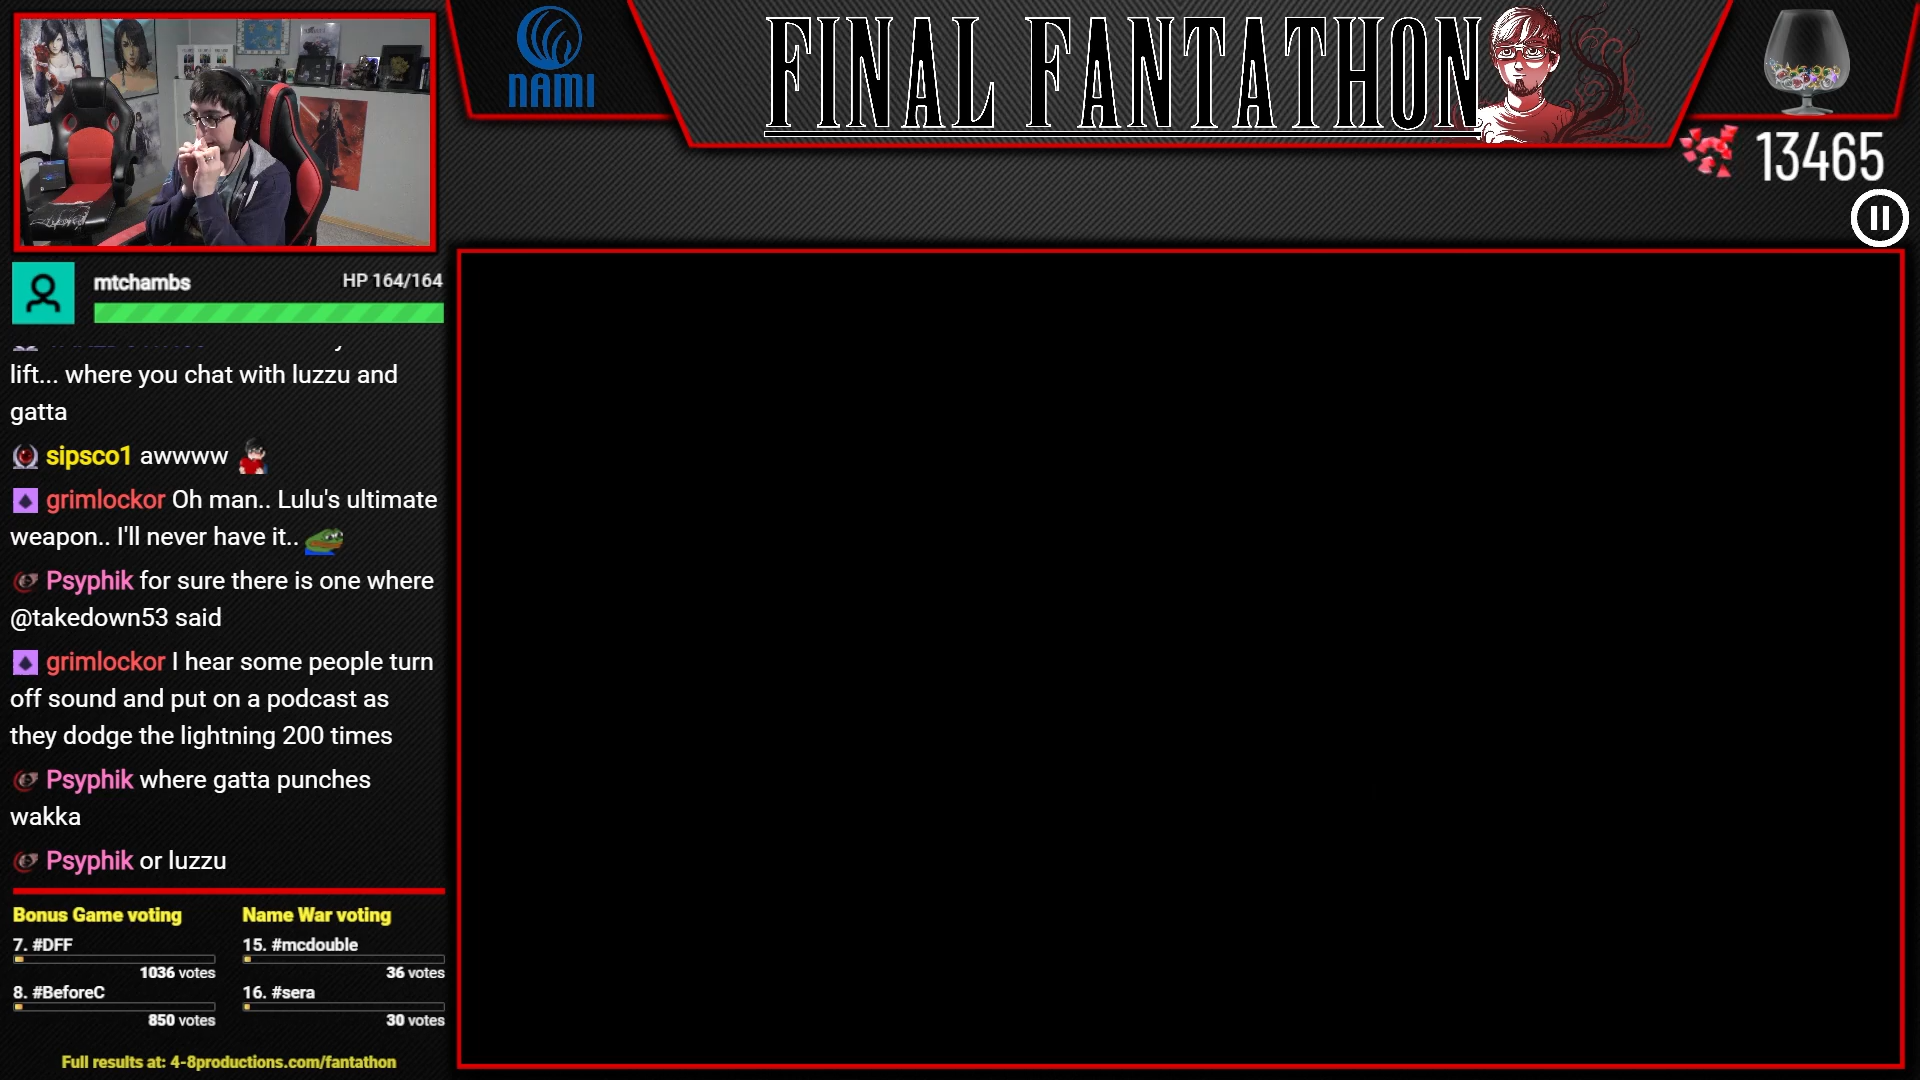 NAMI
FINAL FANTATHON
13465
mtchambs
HP 164/164
lift... where you chat with luzzu and
gatta
sipsco1 awwww
grimlockor Oh man.. Lulu's ultimate
weapon.. I'll never have it..
Psyphik for sure there is one where
@takedown53 said
grimlockor I hear some people turn
off sound and put on a podcast as
they dodge the lightning 200 times
Psyphik where gatta punches
wakka
Psyphik or luzzu
Bonus Game voting
7. #DFF
1036 votes
8. #BeforeC
850 votes
Name War voting
15. #mcdouble
36 votes
16. #sera
30 votes
Full results at: 4-8productions.com/fantathon